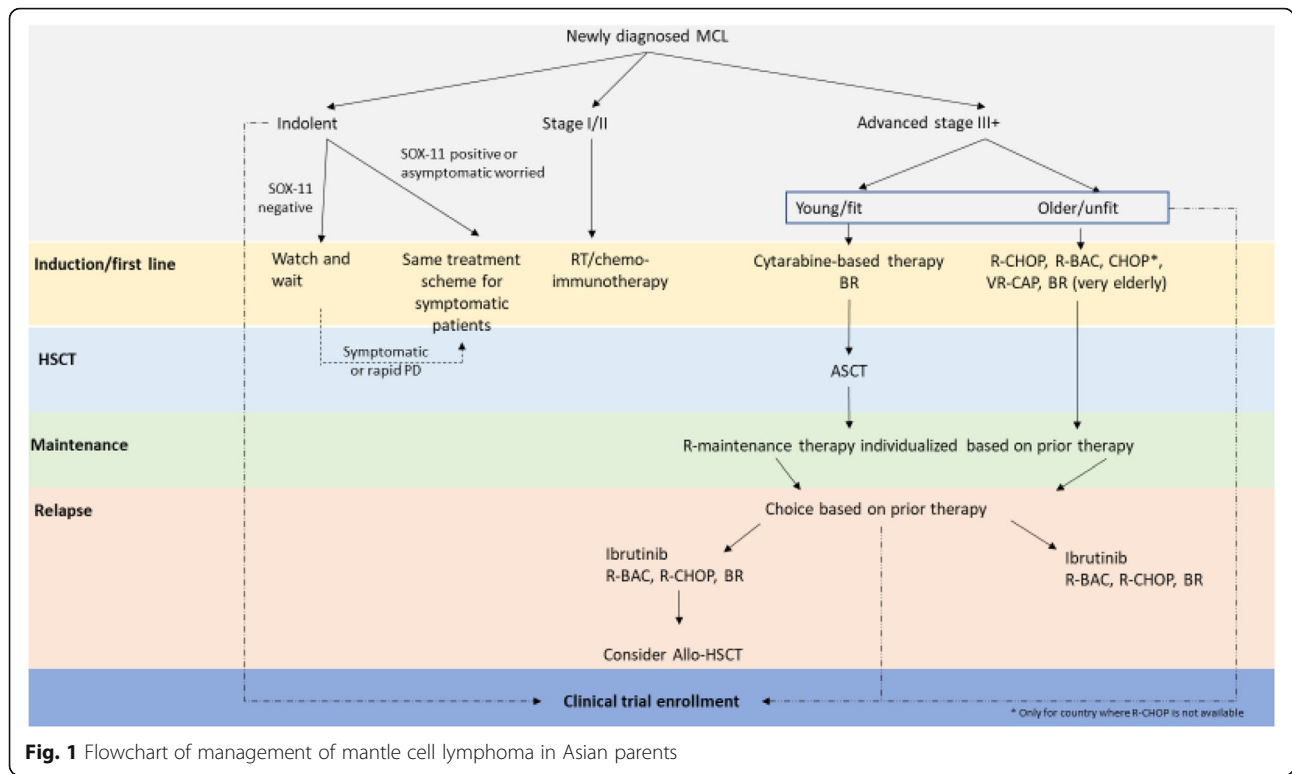 Newly diagnosed MCL
Indolent
Stage I/II
Advanced stage III+
SOX-11 positive or
asymptomatic worried
SOX-11
negative
Young/fit
Older/unfit
Induction/first line
Watch and
wait
Same treatment
scheme for
symptomatic
patients
RT/chemo-
immunotherapy
Cytarabine-based therapy
BR
R-CHOP, R-BAC, CHOP*,
VR-CAP, BR (very elderly)
HSCT
Symptomatic
or rapid PD
ASCT
Maintenance
R-maintenance therapy individualized based on prior therapy
Relapse
Choice based on prior therapy
Ibrutinib
R-BAC, R-CHOP, BR
Ibrutinib
R-BAC, R-CHOP, BR
Consider Allo-HSCT
Clinical trial enrollment
* Only for country where R-CHOP is not available
Fig. 1 Flowchart of management of mantle cell lymphoma in Asian parents